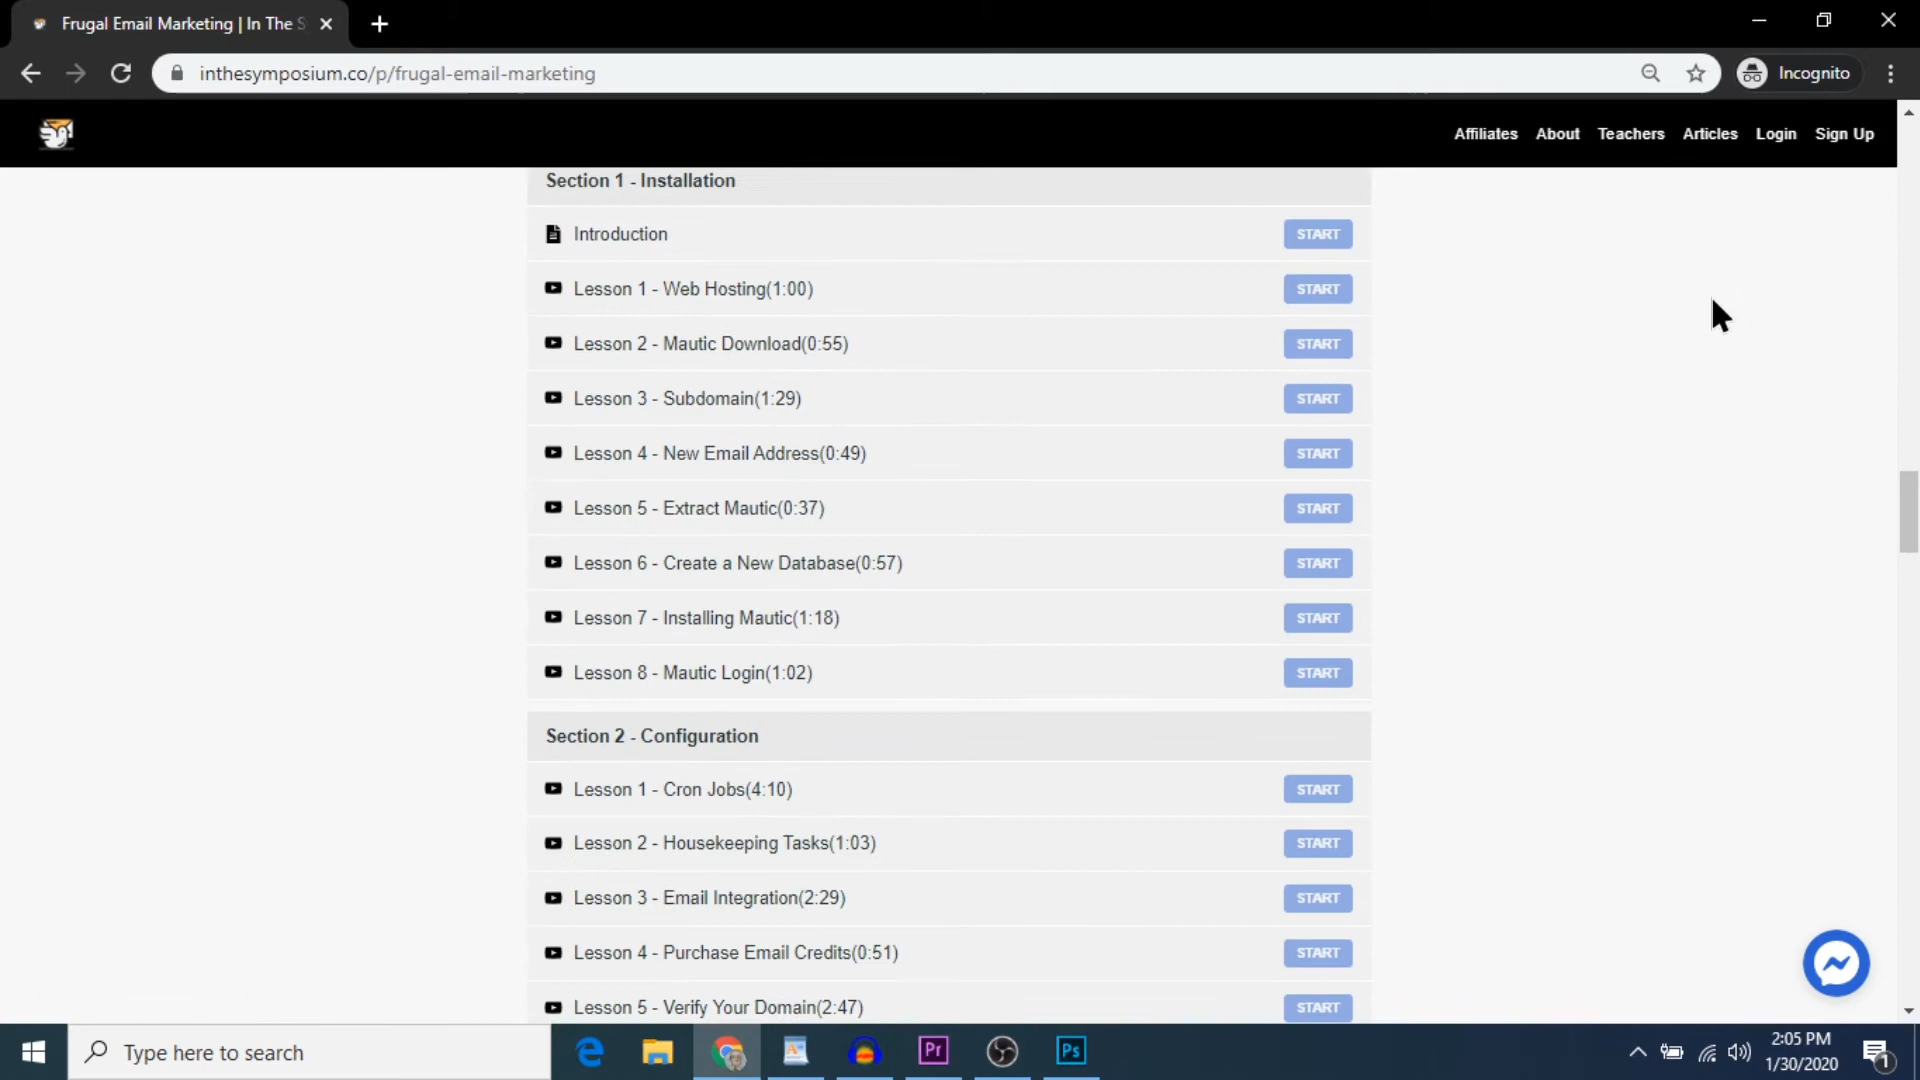 Frugal Email Marketing | In The S
inthesymposium.co/p/frugal-email-marketing
Incognito
Affiliates About Teachers Articles Login Sign Up
Section 1 - Installation
Introduction START
Lesson 1 - Web Hosting(1:00) START
Lesson 2 - Mautic Download(0:55) START
Lesson 3 - Subdomain(1:29) START
Lesson 4 - New Email Address(0:49) START
Lesson 5 - Extract Mautic(0:37) START
Lesson 6 - Create a New Database(0:57) START
Lesson 7 - Installing Mautic(1:18) START
Lesson 8 - Mautic Login(1:02) START
Section 2 - Configuration
Lesson 1 - Cron Jobs(4:10) START
Lesson 2 - Housekeeping Tasks(1:03) START
Lesson 3 - Email Integration(2:29) START
Lesson 4 - Purchase Email Credits(0:51) START
Lesson 5 - Verify Your Domain(2:47) START
Type here to search
Pr
Ps
2:05 PM
1/30/2020
1